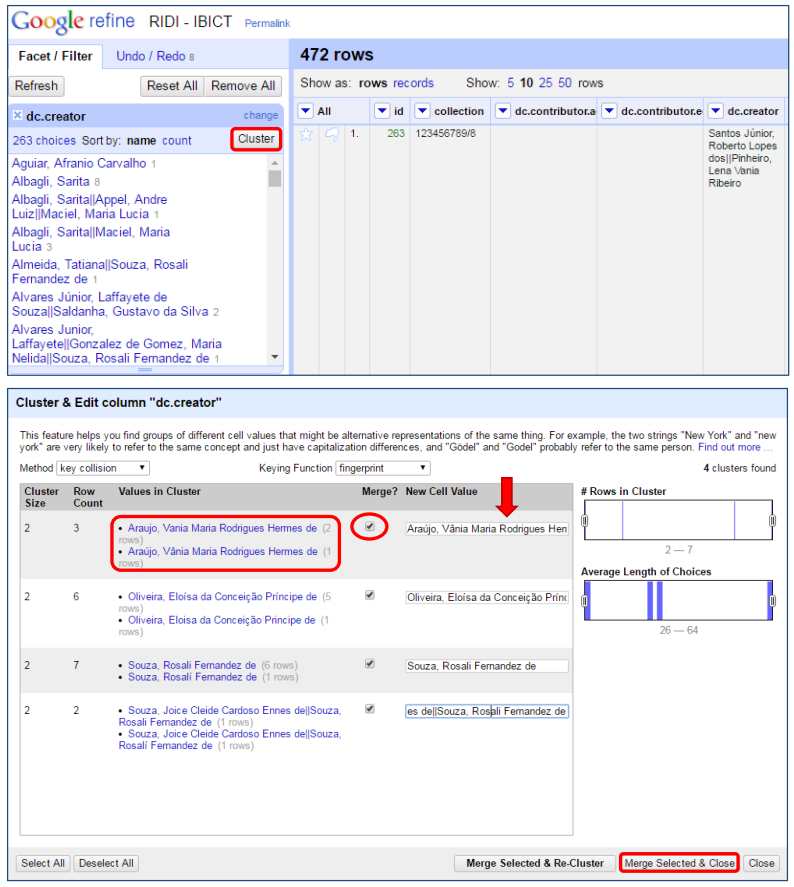 Google refine RIDI - IBICT Permalink
Facet / Filter Undo / Redo 8
Refresh Reset All Remove All
dc.creator change
263 choices Sort by: name count Cluster
Aguiar, Afranio Carvalho 1
Albagli, Sarita 8
Albagli, Sarita||Appel, Andre
Luiz||Maciel, Maria Lucia 1
Albagli, Sarita||Maciel, Maria
Lucia 3
Almeida, Tatiana||Souza, Rosali
Fernandez de 1
Alvares Júnior, Laffayete de
Souza||Saldanha, Gustavo da Silva 2
Alvares Junior,
Laffayete||Gonzalez de Gomez, Maria
Nelida||Souza, Rosali Fernandez de 1
472 rows
Show as: rows records Show: 5 10 25 50 rows
All id collection dc.contributor.a dc.contributor.e dc.creator
1. 263 123456789/8 Santos Júnior,
Roberto Lopes
dos||Pinheiro,
Lena Vania
Ribeiro
Cluster & Edit column "dc.creator"
This feature helps you find groups of different cell values that might be alternative representations of the same thing. For example, the two strings "New York" and "new
york" are very likely to refer to the same concept and just have capitalization differences, and "Gödel" and "Godel" probably refer to the same person. Find out more ...
Method key collision Keying Function fingerprint 4 clusters found
Cluster Size Row Count Values in Cluster Merge? New Cell Value
2 3 • Araujo, Vania Maria Rodrigues Hermes de (2
rows)
• Araújo, Vânia Maria Rodrigues Hermes de (1
rows)
Araújo, Vânia Maria Rodrigues Hen
2 6 • Oliveira, Eloísa da Conceição Príncipe de (5
rows)
• Oliveira, Eloisa da Conceição Principe de (1
rows)
Oliveira, Eloísa da Conceição Prínc
2 7 • Souza, Rosali Fernandez de (6 rows)
• Souza, Rosalí Fernandez de (1 rows)
Souza, Rosali Fernandez de
2 2 • Souza, Joice Cleide Cardoso Ennes de||Souza,
Rosali Fernandez de (1 rows)
• Souza, Joice Cleide Cardoso Ennes de||Souza,
Rosalí Fernandez de (1 rows)
es de||Souza, Rosali Fernandez de
# Rows in Cluster
2 — 7
Average Length of Choices
26 — 64
Select All Deselect All Merge Selected & Re-Cluster Merge Selected & Close Close